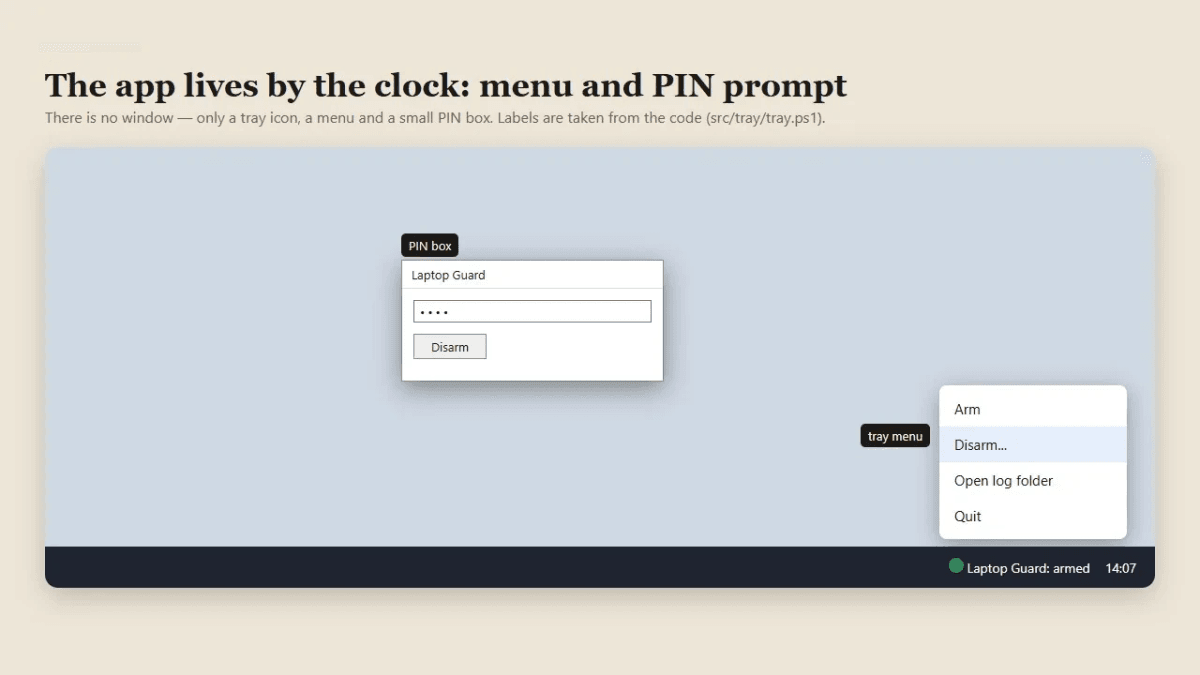 The app lives by the clock: menu and PIN prompt
There is no window — only a tray icon, a menu and a small PIN box. Labels are taken from the code (src/tray/tray.ps1).
PIN box
Laptop Guard
••••
Disarm
Arm
tray menu
Disarm...
Open log folder
Quit
Laptop Guard: armed 14:07